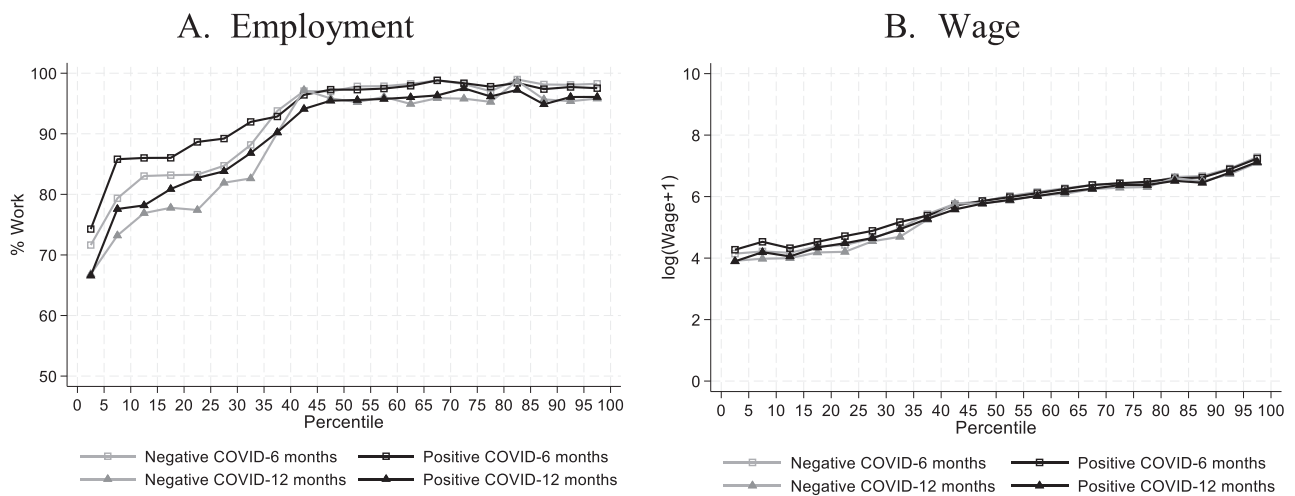 A. Employment
100
90
80
70
60
50
% Work
0 5 10 15 20 25 30 35 40 45 50 55 60 65 70 75 80 85 90 95 100
Percentile
Negative COVID-6 months
Positive COVID-6 months
Negative COVID-12 months
Positive COVID-12 months
B. Wage
10
8
6
4
2
0
log(Wage+1)
0 5 10 15 20 25 30 35 40 45 50 55 60 65 70 75 80 85 90 95 100
Percentile
Negative COVID-6 months
Positive COVID-6 months
Negative COVID-12 months
Positive COVID-12 months